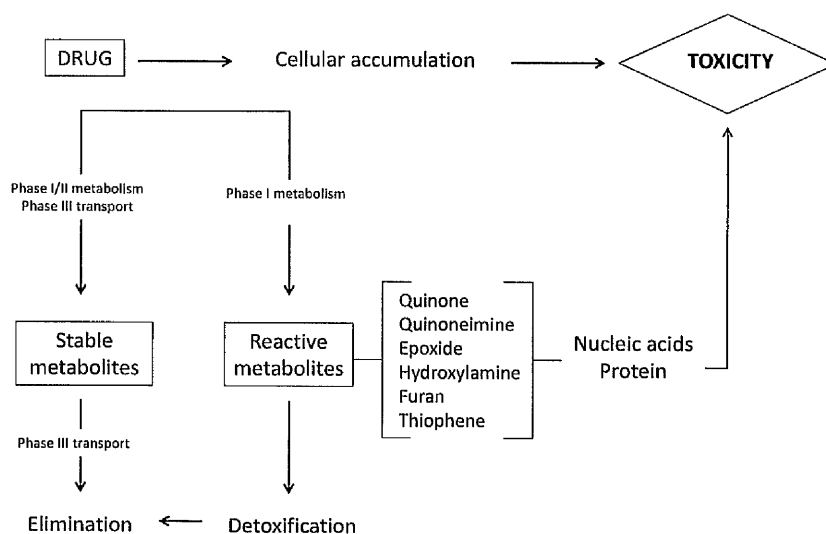 DRUG
Cellular accumulation
TOXICITY
Phase I/II metabolism
Phase III transport
Phase I metabolism
Stable
metabolites
Reactive
metabolites
Quinone
Quinoneimine
Epoxide
Hydroxylamine
Furan
Thiophene
Nucleic acids
Protein
Phase III transport
Elimination
Detoxification